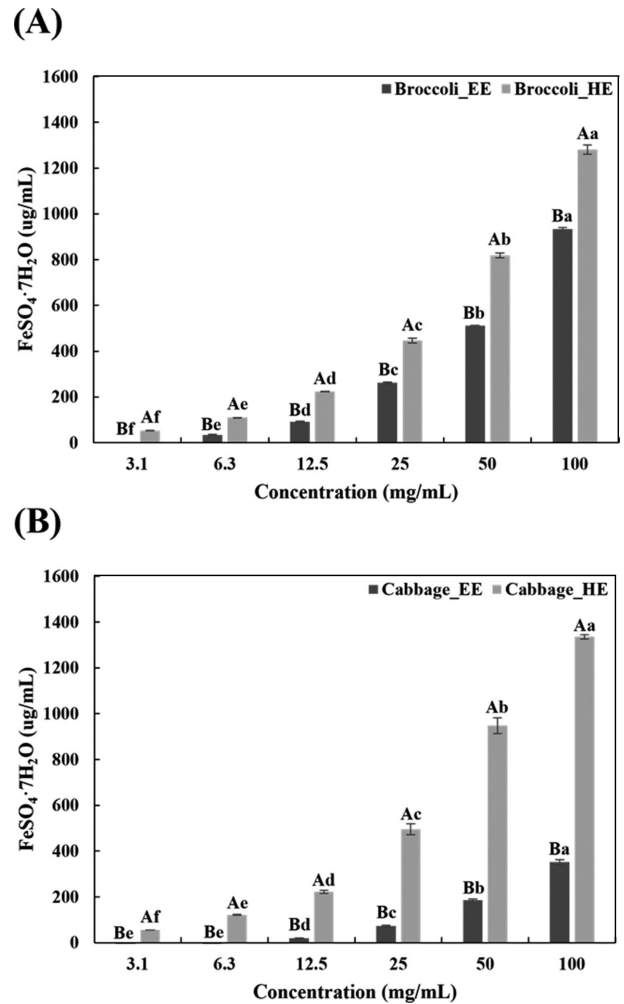 (A)
1600
1400
1200
1000
800
600
400
200
0
FeSO₄·7H₂O (ug/mL)
Broccoli_EE Broccoli_HE
Bf Af Be Ae Bd Ad Bc Ac Bb Ab Ba Aa
3.1 6.3 12.5 25 50 100
Concentration (mg/mL)
(B)
1600
1400
1200
1000
800
600
400
200
0
FeSO₄·7H₂O (ug/mL)
Cabbage_EE Cabbage_HE
Be Af Be Ae Bd Ad Bc Ac Bb Ab Ba Aa
3.1 6.3 12.5 25 50 100
Concentration (mg/mL)